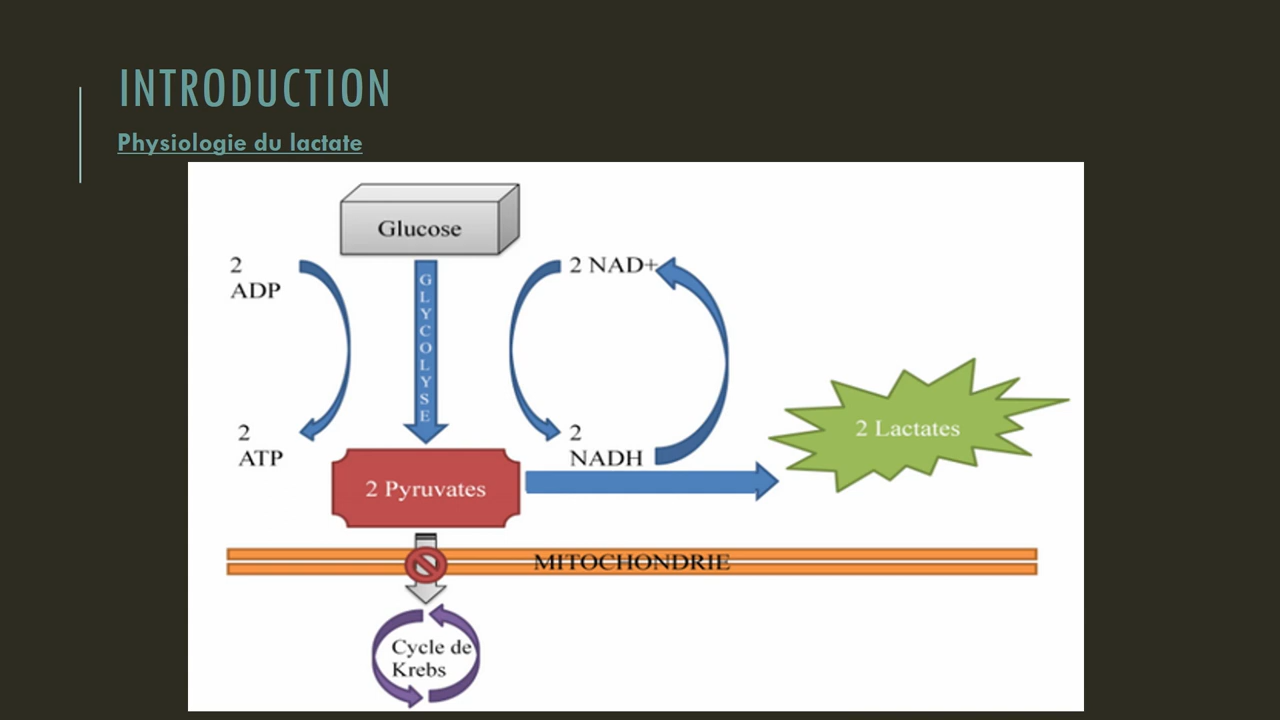 INTRODUCTION
Physiologie du lactate
Glucose
2
ADP
GLYCOLYSE
2 NAD+
2
ATP
2
NADH
2 Lactates
2 Pyruvates
MITOCHONDRIE
Cycle de
Krebs